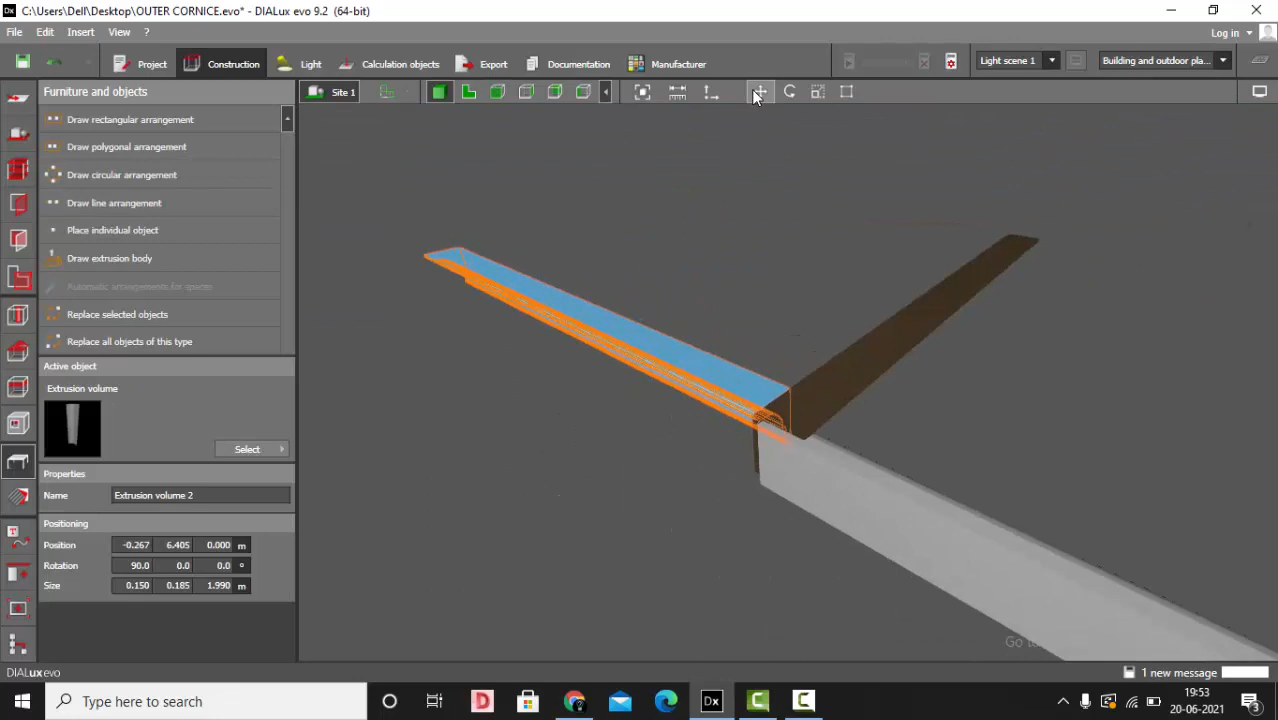 C:\Users\Dell\Desktop\OUTER CORNICE.evo* - DIALux evo 9.2 (64-bit)
File Edit Insert View ?
Log in
Project Construction Light Calculation objects Export Documentation Manufacturer
Light scene 1 Building and outdoor pla...
Furniture and objects
Site 1
Draw rectangular arrangement
Draw polygonal arrangement
Draw circular arrangement
Draw line arrangement
Place individual object
Draw extrusion body
Automatic arrangements for spaces
Replace selected objects
Replace all objects of this type
Active object
Extrusion volume
Select
Properties
Name Extrusion volume 2
Positioning
Position -0.267 6.405 0.000 m
Rotation 90.0 0.0 0.0 °
Size 0.150 0.185 1.990 m
Go to
DIALux evo
1 new message
Type here to search
19:53
20-06-2021
3